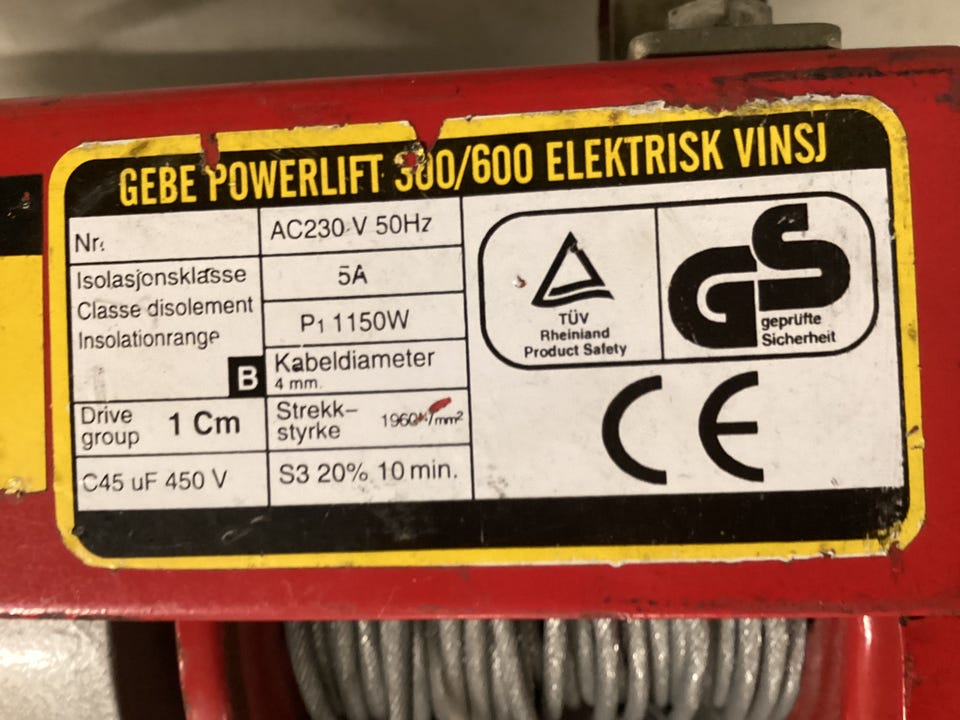 GEBE POWERLIFT 300/600 ELEKTRISK VINSJ
Nr.
AC230 V 50Hz
Isolasjonsklasse
Classe disolement
Insolationrange
B
5A
P1 1150W
Kabeldiameter
4 mm.
Drive
group
1 Cm
Strekk-
styrke
1960N/mm²
C45 uF 450 V
S3 20% 10 min.
TÜV
Rheinland
Product Safety
GS
geprüfte
Sicherheit
CE